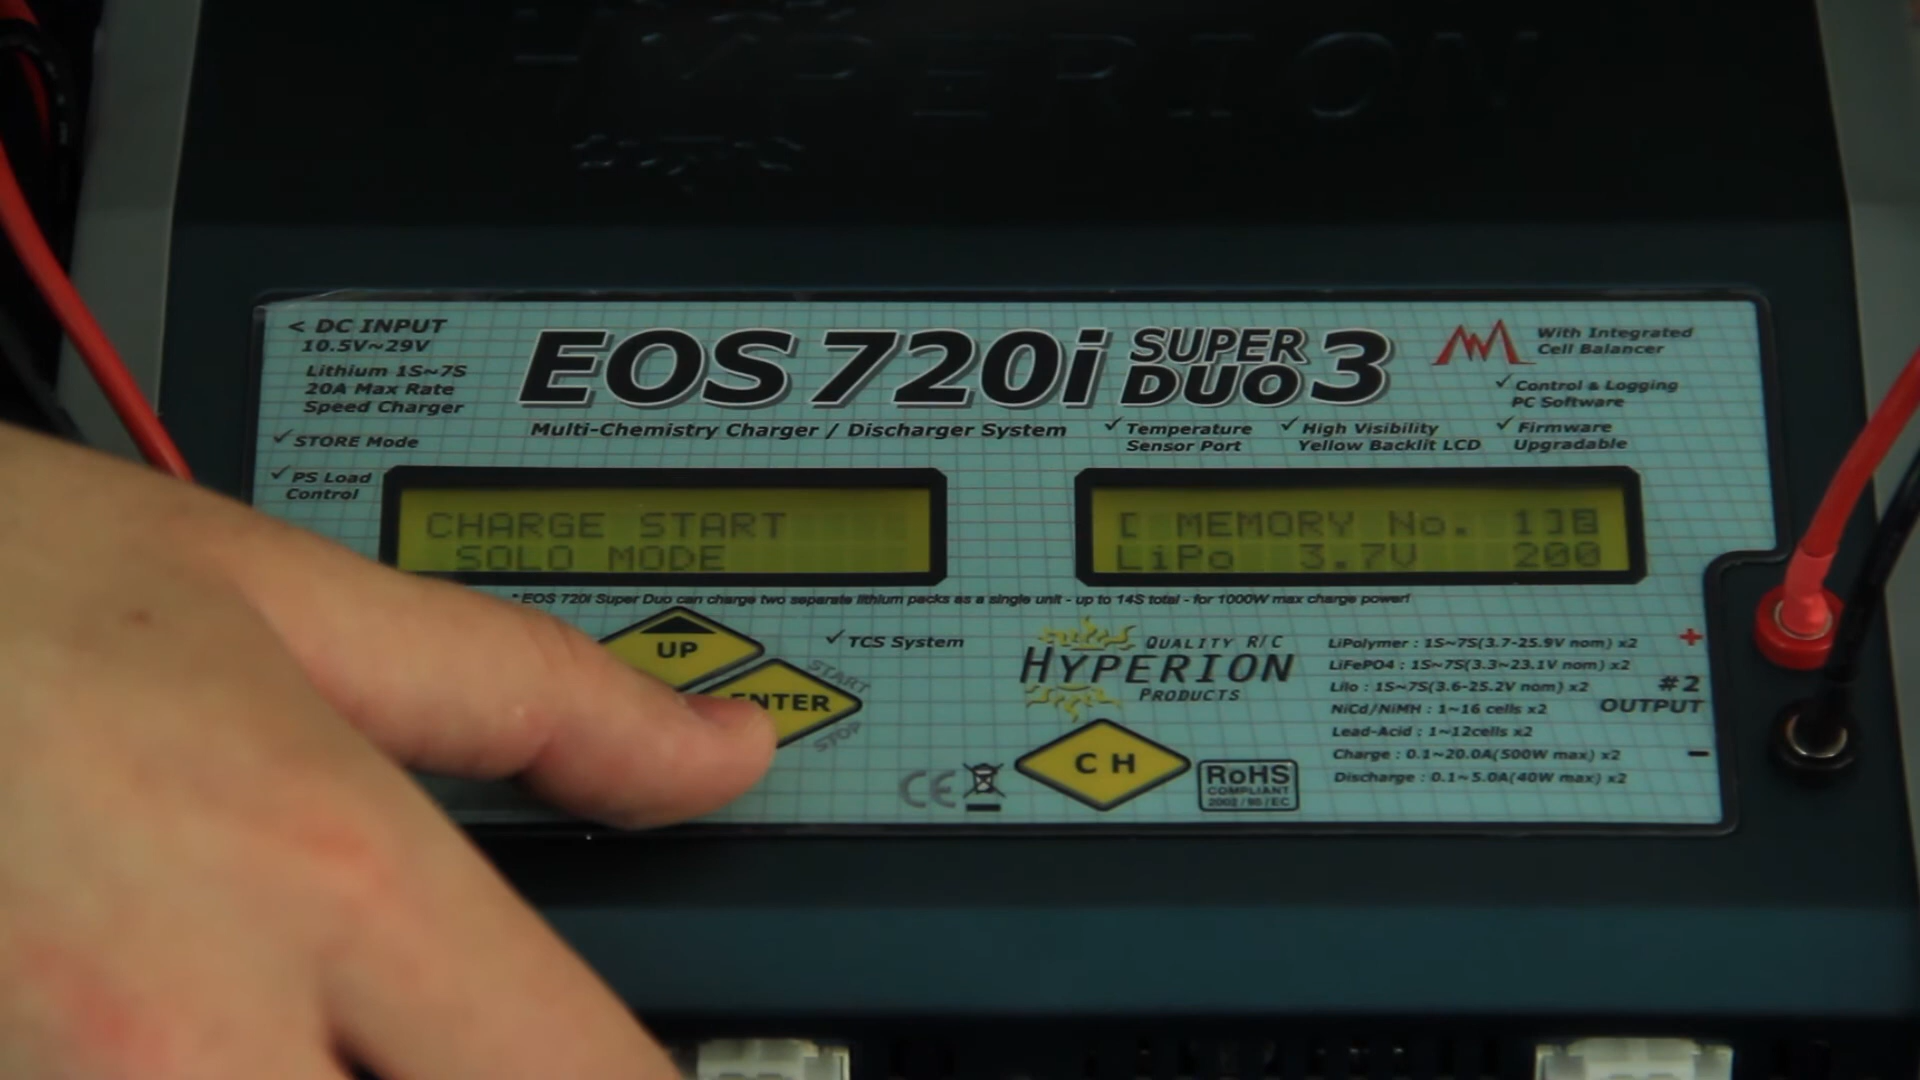 HYPERION
< DC INPUT
10.5V~29V
Lithium 1S~7S
20A Max Rate
Speed Charger
✓ STORE Mode
✓ PS Load
Control
EOS 720i SUPER DUO 3
Multi-Chemistry Charger / Discharger System
With Integrated
Cell Balancer
✓ Control & Logging
PC Software
✓ Temperature
Sensor Port
✓ High Visibility
Yellow Backlit LCD
✓ Firmware
Upgradable
CHARGE START
SOLO MODE
[ MEMORY No. 1]2
LiPo 3.7V 200
* EOS 720i Super Duo can charge two separate lithium packs as a single unit - up to 14S total - for 1000W max charge power!
UP
ENTER
START
STOP
✓ TCS System
QUALITY R/C
HYPERION
PRODUCTS
CH
CE
RoHS
COMPLIANT
2002/95/EC
LiPolymer : 1S~7S(3.7-25.9V nom) x2
LiFePO4 : 1S~7S(3.3~23.1V nom) x2
LiIo : 1S~7S(3.6-25.2V nom) x2
NiCd/NiMH : 1~16 cells x2
Lead-Acid : 1~12cells x2
Charge : 0.1~20.0A(500W max) x2
Discharge : 0.1~5.0A(40W max) x2
+
#2
OUTPUT
-